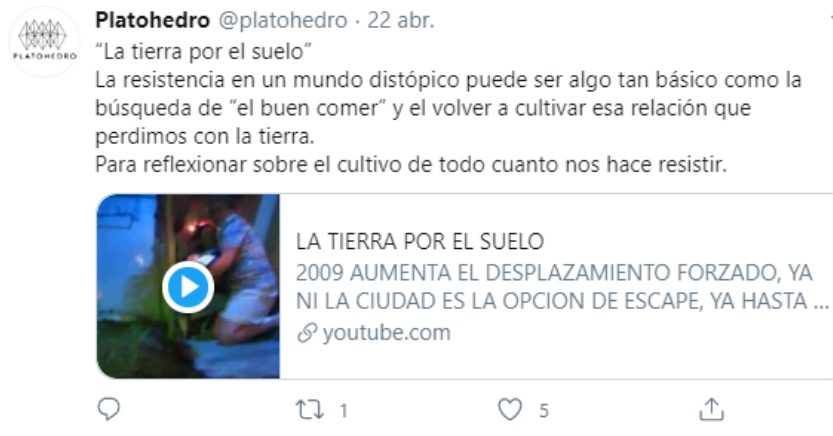 Platohedro @platohedro · 22 abr.
PLATOHEDRO
“La tierra por el suelo”
La resistencia en un mundo distópico puede ser algo tan básico como la
búsqueda de “el buen comer” y el volver a cultivar esa relación que
perdimos con la tierra.
Para reflexionar sobre el cultivo de todo cuanto nos hace resistir.
LA TIERRA POR EL SUELO
2009 AUMENTA EL DESPLAZAMIENTO FORZADO, YA
NI LA CIUDAD ES LA OPCION DE ESCAPE, YA HASTA ...
youtube.com
1
5